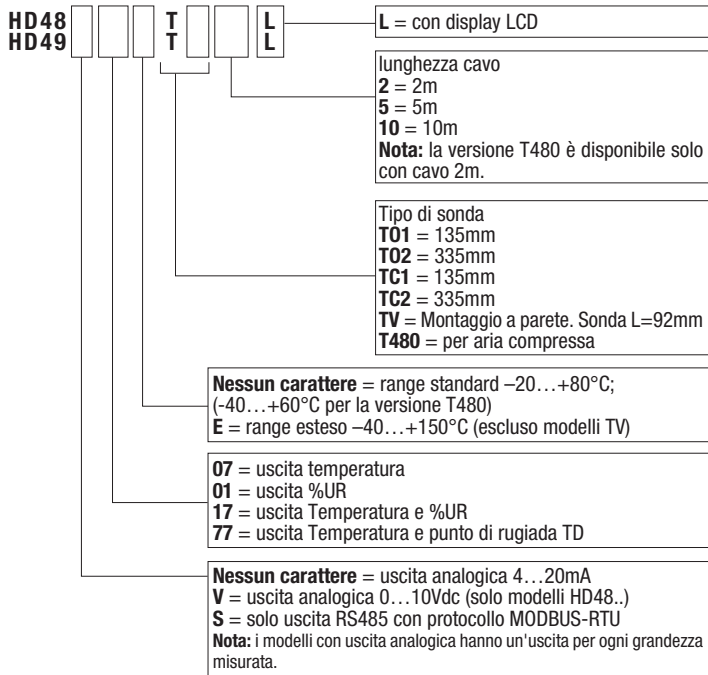 HD48 T L
HD49 T L
L = con display LCD
lunghezza cavo
2 = 2m
5 = 5m
10 = 10m
Nota: la versione T480 è disponibile solo
con cavo 2m.
Tipo di sonda
TO1 = 135mm
TO2 = 335mm
TC1 = 135mm
TC2 = 335mm
TV = Montaggio a parete. Sonda L=92mm
T480 = per aria compressa
Nessun carattere = range standard –20…+80°C;
(-40…+60°C per la versione T480)
E = range esteso –40…+150°C (escluso modelli TV)
07 = uscita temperatura
01 = uscita %UR
17 = uscita Temperatura e %UR
77 = uscita Temperatura e punto di rugiada TD
Nessun carattere = uscita analogica 4…20mA
V = uscita analogica 0…10Vdc (solo modelli HD48..)
S = solo uscita RS485 con protocollo MODBUS-RTU
Nota: i modelli con uscita analogica hanno un'uscita per ogni grandezza
misurata.